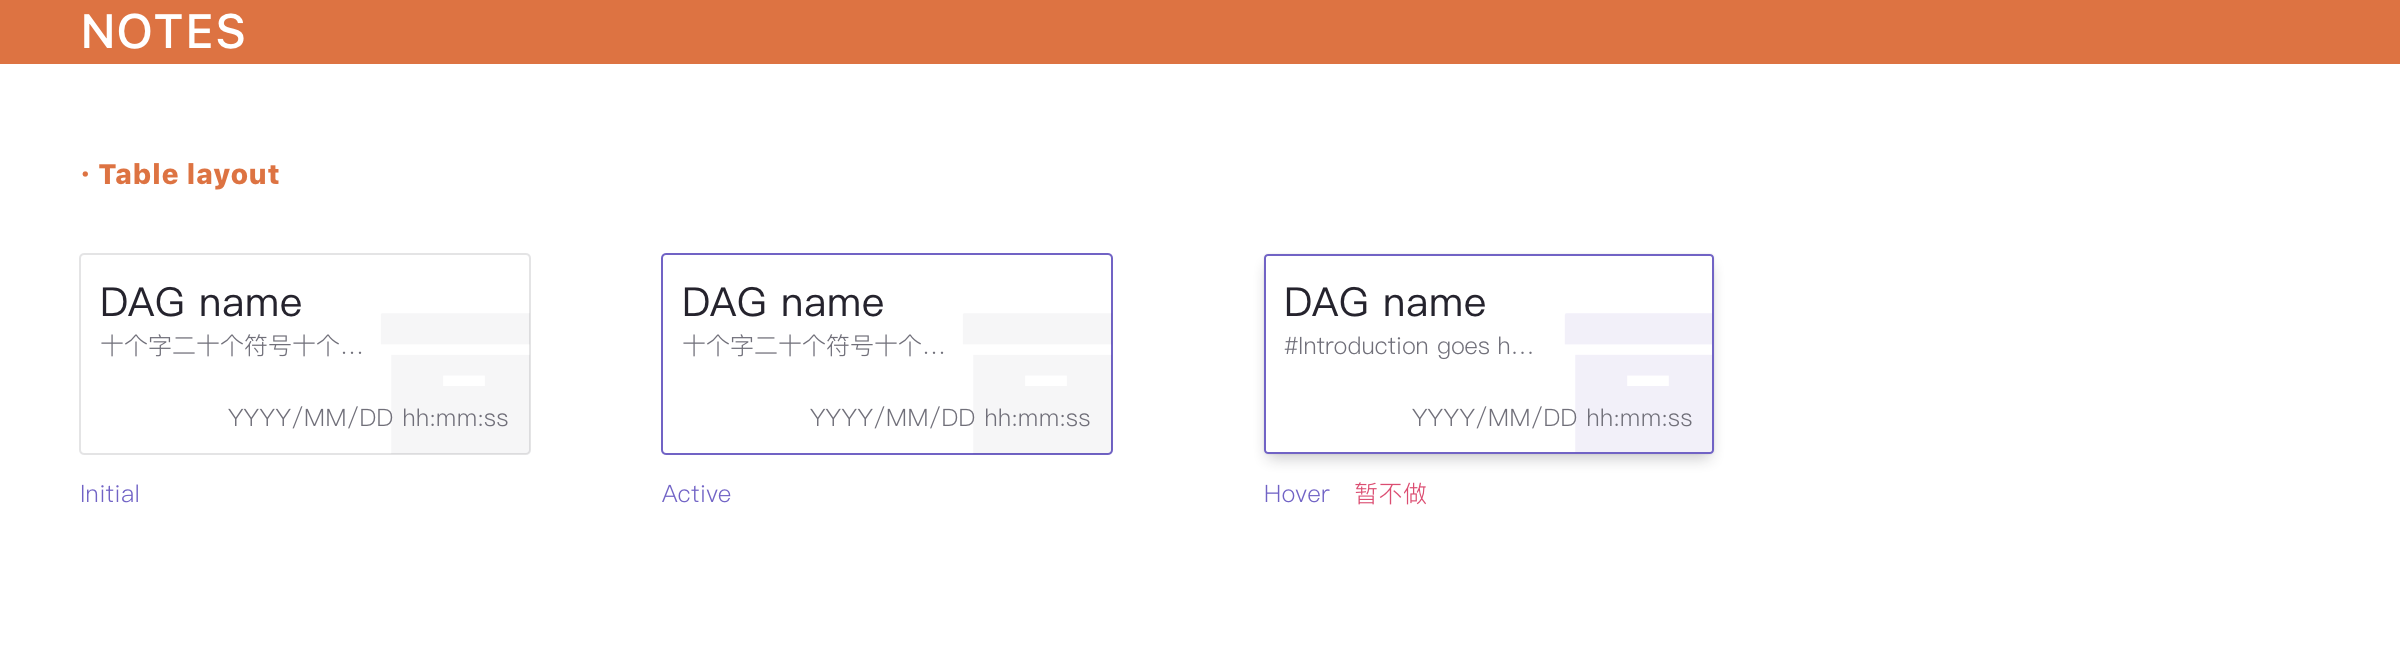 NOTES
· Table layout
DAG name
十个字二十个符号十个...
YYYY/MM/DD hh:mm:ss
Initial
DAG name
十个字二十个符号十个...
YYYY/MM/DD hh:mm:ss
Active
DAG name
#Introduction goes h...
YYYY/MM/DD hh:mm:ss
Hover 暂不做